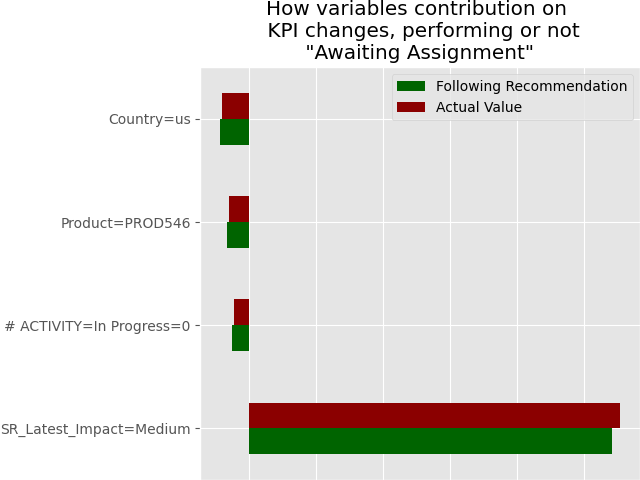 How variables contribution on
KPI changes, performing or not
"Awaiting Assignment"
Following Recommendation
Actual Value
Country=us
Product=PROD546
# ACTIVITY=In Progress=0
SR_Latest_Impact=Medium